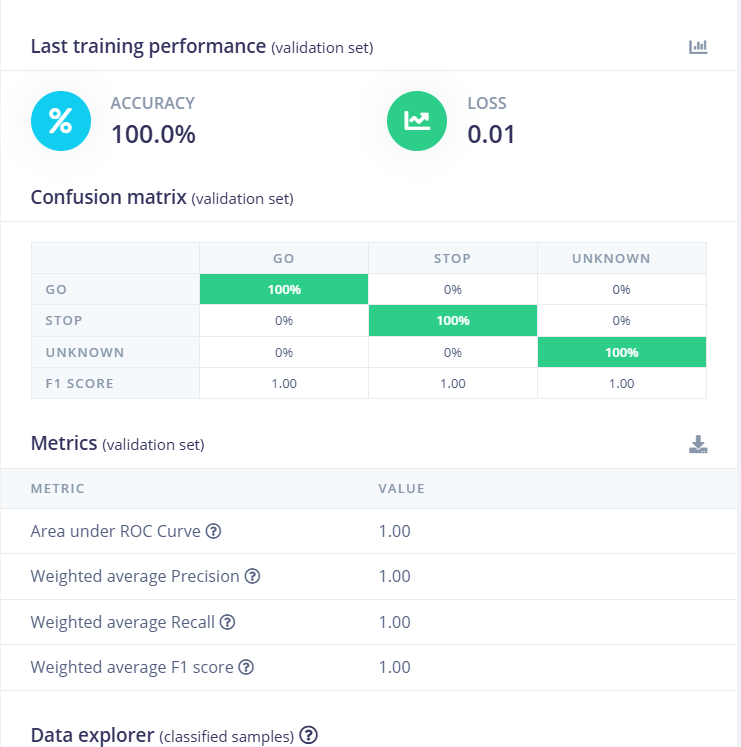 Last training performance (validation set)
%
ACCURACY
100.0%
LOSS
0.01
Confusion matrix (validation set)
GO STOP UNKNOWN
GO 100% 0% 0%
STOP 0% 100% 0%
UNKNOWN 0% 0% 100%
F1 SCORE 1.00 1.00 1.00
Metrics (validation set)
METRIC VALUE
Area under ROC Curve ? 1.00
Weighted average Precision ? 1.00
Weighted average Recall ? 1.00
Weighted average F1 score ? 1.00
Data explorer (classified samples) ?